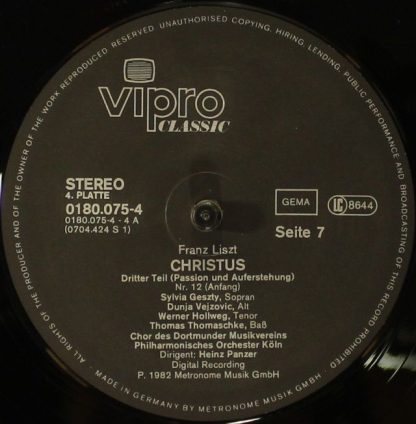 ALL RIGHTS OF THE PRODUCER AND OF THE OWNER OF THE WORK REPRODUCED RESERVED. UNAUTHORISED COPYING, HIRING, LENDING, PUBLIC PERFORMANCE AND BROADCASTING OF THIS RECORD PROHIBITED
vipro
CLASSIC
STEREO
4. PLATTE
0180.075-4
0180.075-4 - 4 A
(0704.424 S 1)
GEMA
LC 8644
Seite 7
Franz Liszt
CHRISTUS
Dritter Teil (Passion und Auferstehung)
Nr. 12 (Anfang)
Sylvia Geszty, Sopran
Dunja Vejzovic, Alt
Werner Hollweg, Tenor
Thomas Thomaschke, Baß
Chor des Dortmunder Musikvereins
Philharmonisches Orchester Köln
Dirigent: Heinz Panzer
Digital Recording
P. 1982 Metronome Musik GmbH
- MADE IN GERMANY BY METRONOME MUSIK GMBH -